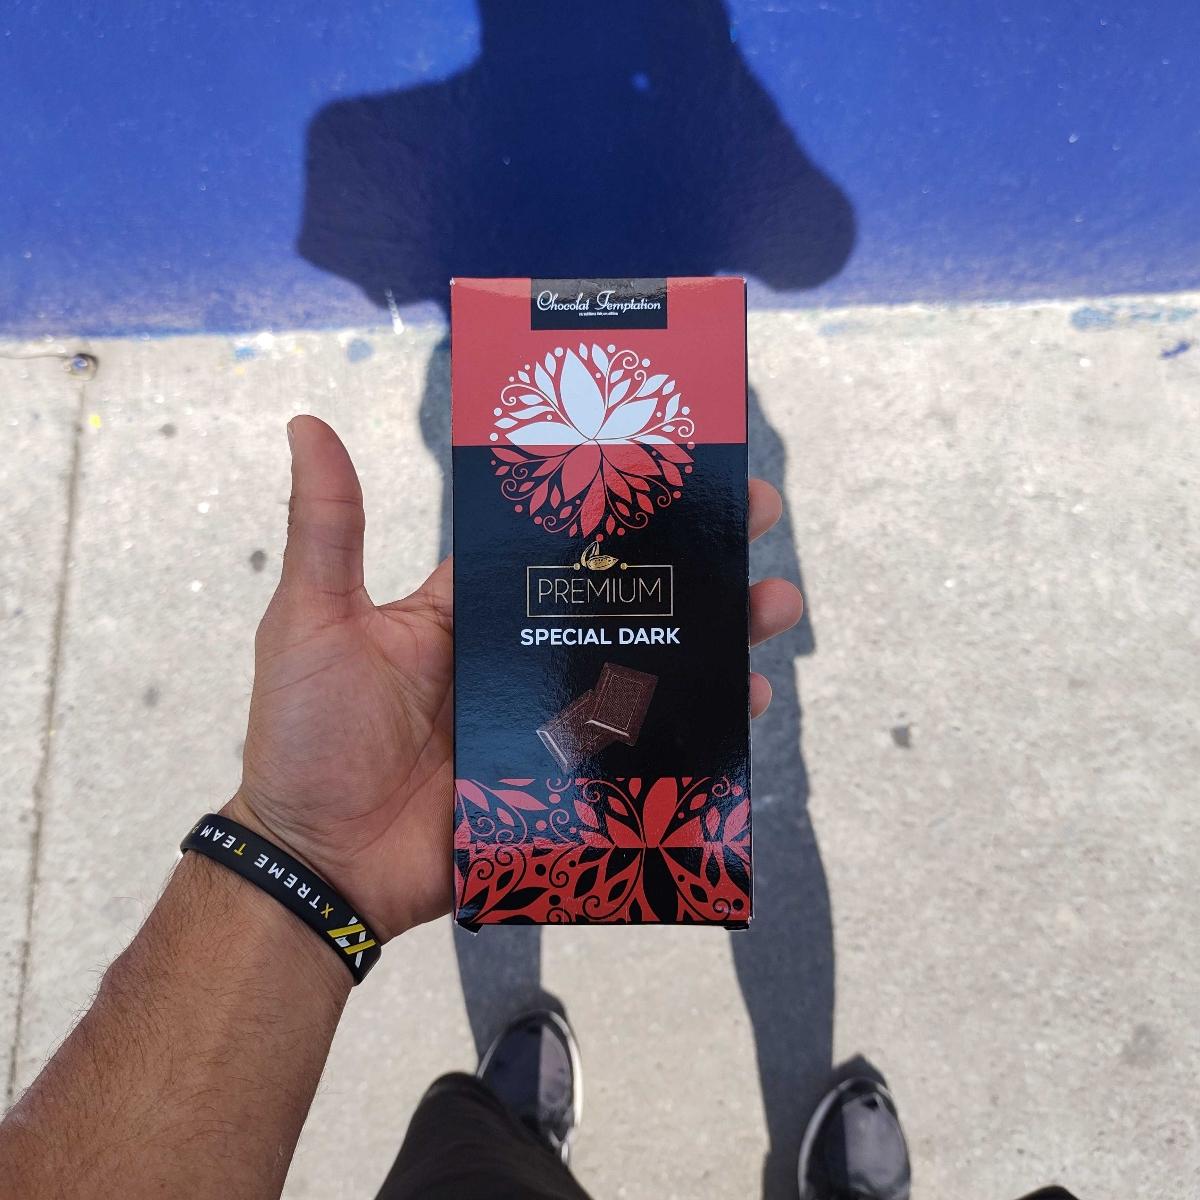 Chocolat Temptation
PREMIUM
SPECIAL DARK
XTREME TEAM